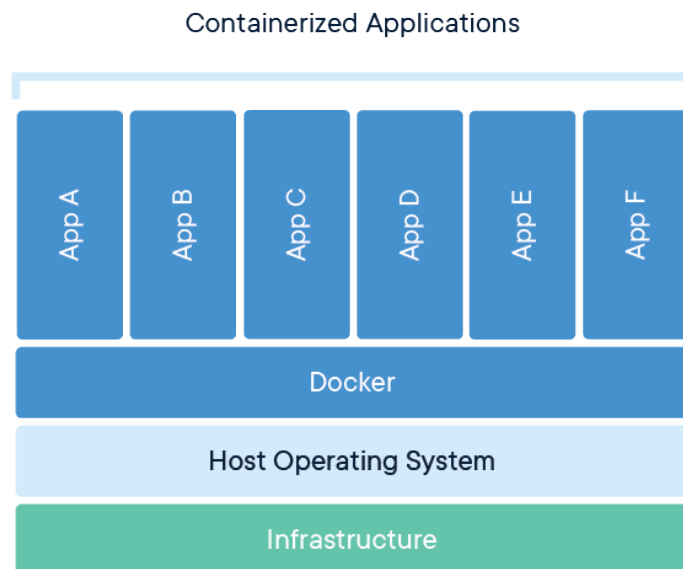 Containerized Applications
App A
App B
App C
App D
App E
App F
Docker
Host Operating System
Infrastructure